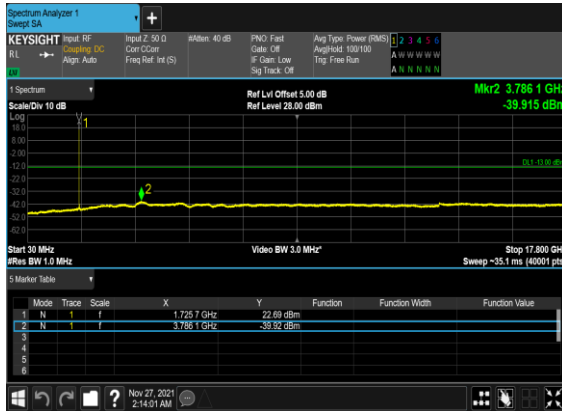 Spectrum Analyzer 1
Swept SA
+
KEYSIGHT
RL
Input: RF
Coupling: DC
Align: Auto
Input Z: 50 Ω
Corr CCorr
Freq Ref: Int (S)
#Atten: 40 dB
PNO: Fast
Gate: Off
IF Gain: Low
Sig Track: Off
Avg Type: Power (RMS)
Avg|Hold: 100/100
Trig: Free Run
1 2 3 4 5 6
A W W W W W
A N N N N N
1 Spectrum
Scale/Div 10 dB
Ref Lvl Offset 5.00 dB
Ref Level 28.00 dBm
Mkr2 3.786 1 GHz
-39.915 dBm
Log
18.0
8.00
-2.00
-12.0
-22.0
-32.0
-42.0
-52.0
-62.0
1
2
DL1 -13.00 dBm
Start 30 MHz
#Res BW 1.0 MHz
Video BW 3.0 MHz*
Stop 17.800 GHz
Sweep ~35.1 ms (40001 pts)
5 Marker Table
Mode Trace Scale X Y Function Function Width Function Value
1 N 1 f 1.725 7 GHz 22.69 dBm
2 N 1 f 3.786 1 GHz -39.92 dBm
3
4
5
6
?
Nov 27, 2021
2:14:01 AM